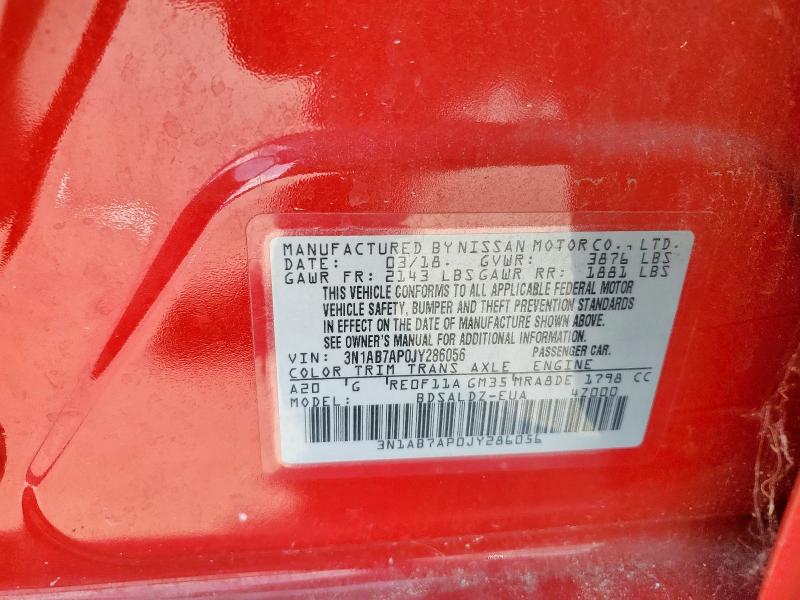 MANUFACTURED BY NISSAN MOTOR CO., LTD.
DATE: 03/18. GVWR: 3876 LBS
GAWR FR: 2143 LBS GAWR RR: 1881 LBS
THIS VEHICLE CONFORMS TO ALL APPLICABLE FEDERAL MOTOR
VEHICLE SAFETY, BUMPER AND THEFT PREVENTION STANDARDS
IN EFFECT ON THE DATE OF MANUFACTURE SHOWN ABOVE.
SEE OWNER'S MANUAL FOR ADDITIONAL INFORMATION.
VIN: 3N1AB7AP0JY286056 PASSENGER CAR.
COLOR TRIM TRANS AXLE ENGINE
A20 G RE0F11A GM35 MRA8DE 1798 CC
MODEL: BDSALDZ-EUA 4Z000
3N1AB7AP0JY286056